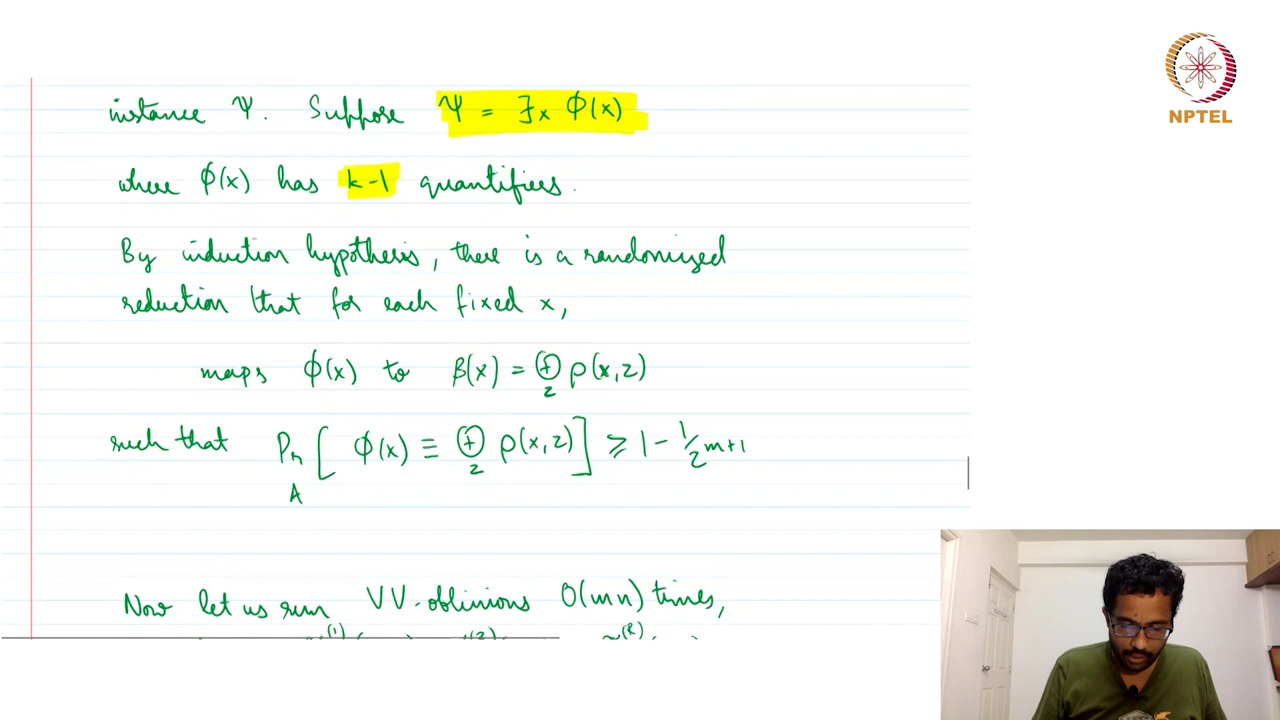 NPTEL
instance Ψ. Suppose Ψ = ∃x Φ(x)
where Φ(x) has k-1 quantifiers.
By induction hypothesis, there is a randomized
reduction that for each fixed x,
maps Φ(x) to β(x) = ⊕_z ρ(x,z)
such that Pr_A [ Φ(x) ≡ ⊕_z ρ(x,z) ] ≥ 1 - 1/2^{m+1}
Now let us run VV-oblinious O(mn) times,